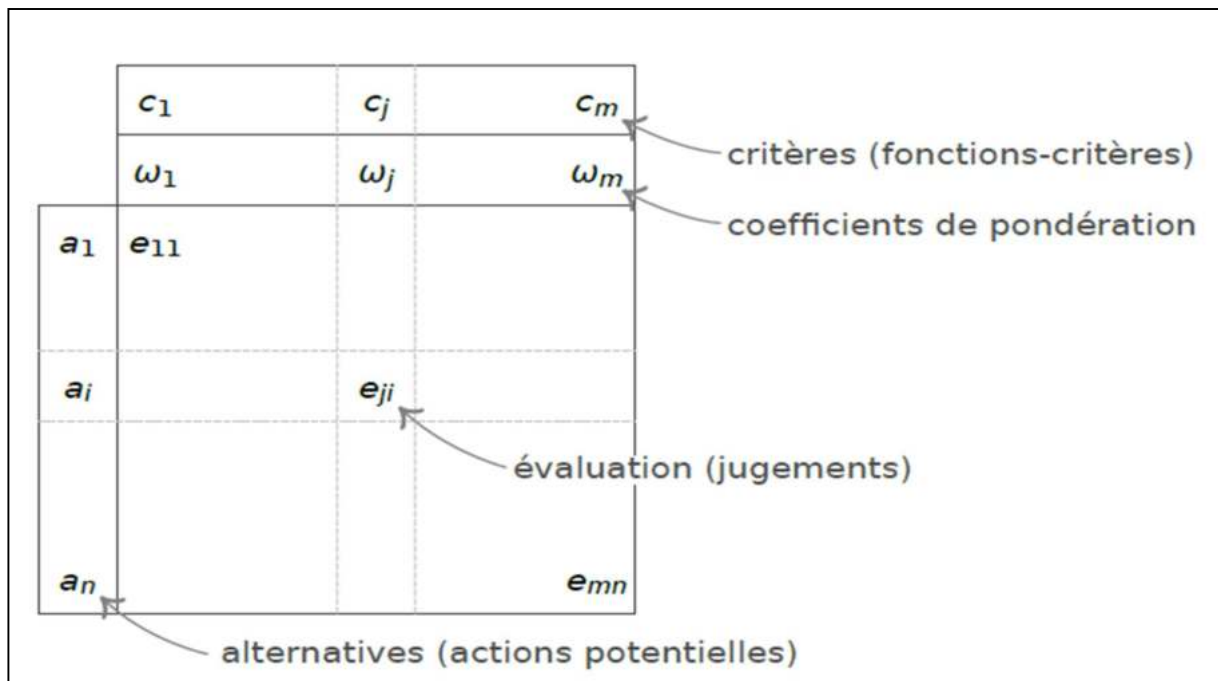 c1 cj cm
critères (fonctions-critères)
ω1 ωj ωm
coefficients de pondération
a1 e11
ai eji
évaluation (jugements)
an emn
alternatives (actions potentielles)